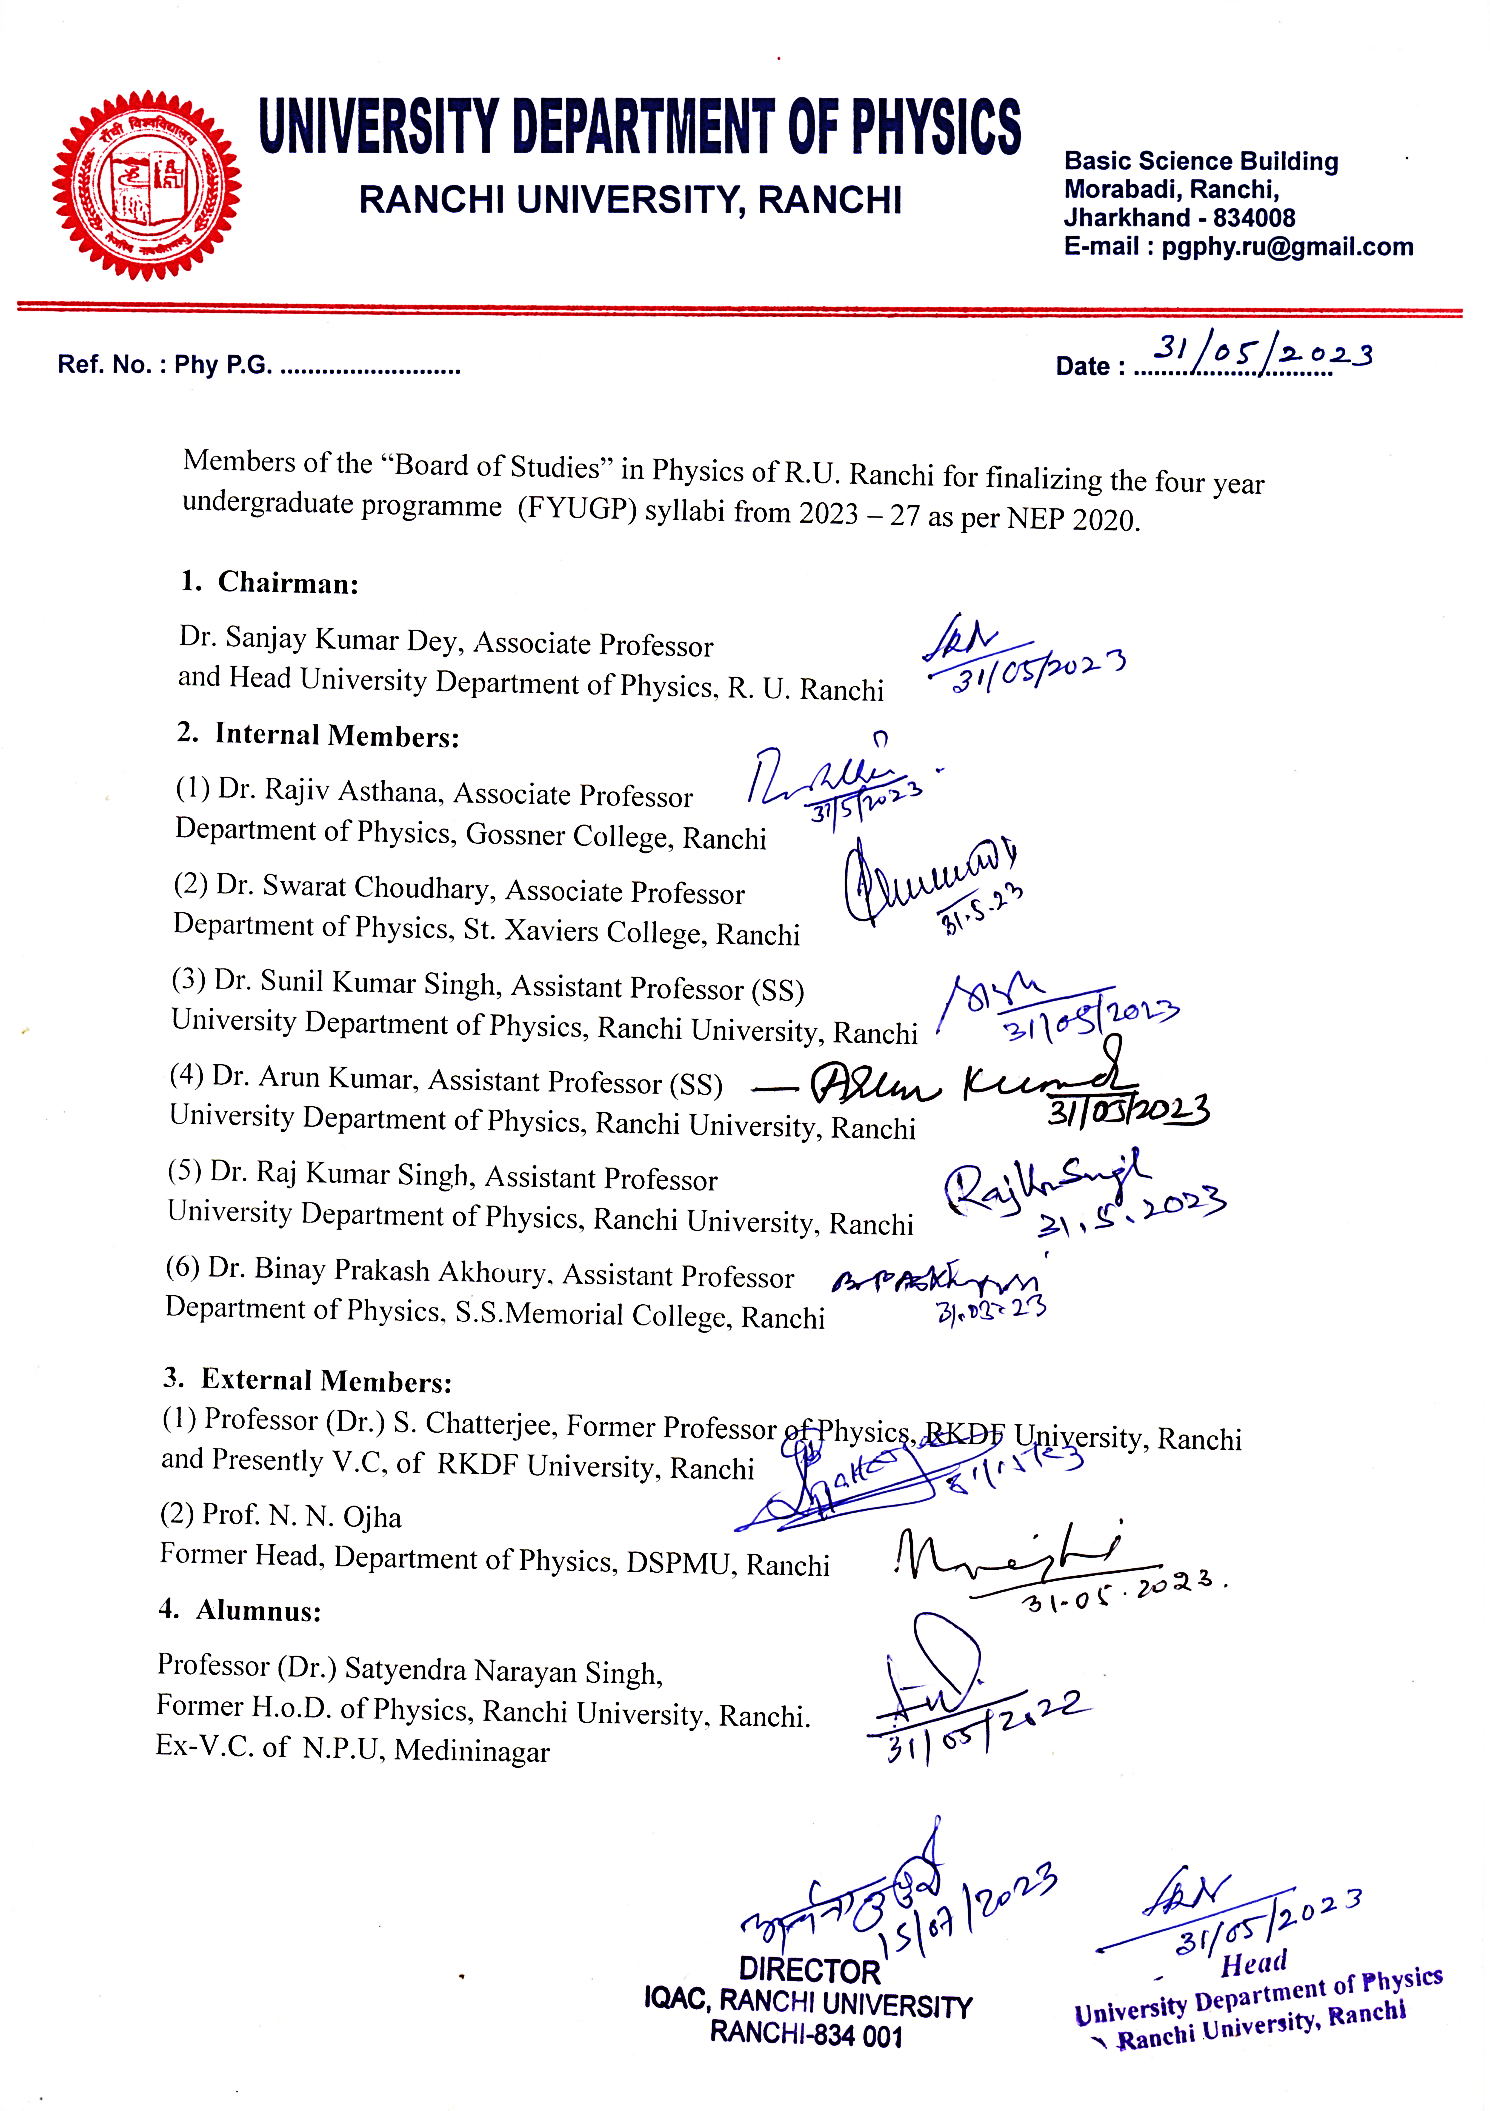 राँची विश्वविद्यालय
UNIVERSITY DEPARTMENT OF PHYSICS
RANCHI UNIVERSITY, RANCHI
Basic Science Building
Morabadi, Ranchi,
Jharkhand - 834008
E-mail : pgphy.ru@gmail.com
Ref. No. : Phy P.G. ..........................
Date : ............................. 31/05/2023
Members of the “Board of Studies” in Physics of R.U. Ranchi for finalizing the four year
undergraduate programme (FYUGP) syllabi from 2023 – 27 as per NEP 2020.
1. Chairman:
Dr. Sanjay Kumar Dey, Associate Professor
and Head University Department of Physics, R. U. Ranchi
31/05/2023
2. Internal Members:
(1) Dr. Rajiv Asthana, Associate Professor
Department of Physics, Gossner College, Ranchi
31/5/2023
(2) Dr. Swarat Choudhary, Associate Professor
Department of Physics, St. Xaviers College, Ranchi
31.5.23
(3) Dr. Sunil Kumar Singh, Assistant Professor (SS)
University Department of Physics, Ranchi University, Ranchi
31/05/2023
(4) Dr. Arun Kumar, Assistant Professor (SS) — Arun Kumar
University Department of Physics, Ranchi University, Ranchi
31/05/2023
(5) Dr. Raj Kumar Singh, Assistant Professor
Raj Kr Singh
University Department of Physics, Ranchi University, Ranchi
31.5.2023
(6) Dr. Binay Prakash Akhoury, Assistant Professor
Department of Physics, S.S.Memorial College, Ranchi
3. External Members:
(1) Professor (Dr.) S. Chatterjee, Former Professor of Physics, RKDF University, Ranchi
and Presently V.C, of RKDF University, Ranchi
(2) Prof. N. N. Ojha
Former Head, Department of Physics, DSPMU, Ranchi
31-05.2023.
4. Alumnus:
Professor (Dr.) Satyendra Narayan Singh,
Former H.o.D. of Physics, Ranchi University, Ranchi.
31/05/2022
Ex-V.C. of N.P.U, Medininagar
15/07/2023
DIRECTOR
IQAC, RANCHI UNIVERSITY
RANCHI-834 001
31/05/2023
Head
University Department of Physics
Ranchi University, Ranchi